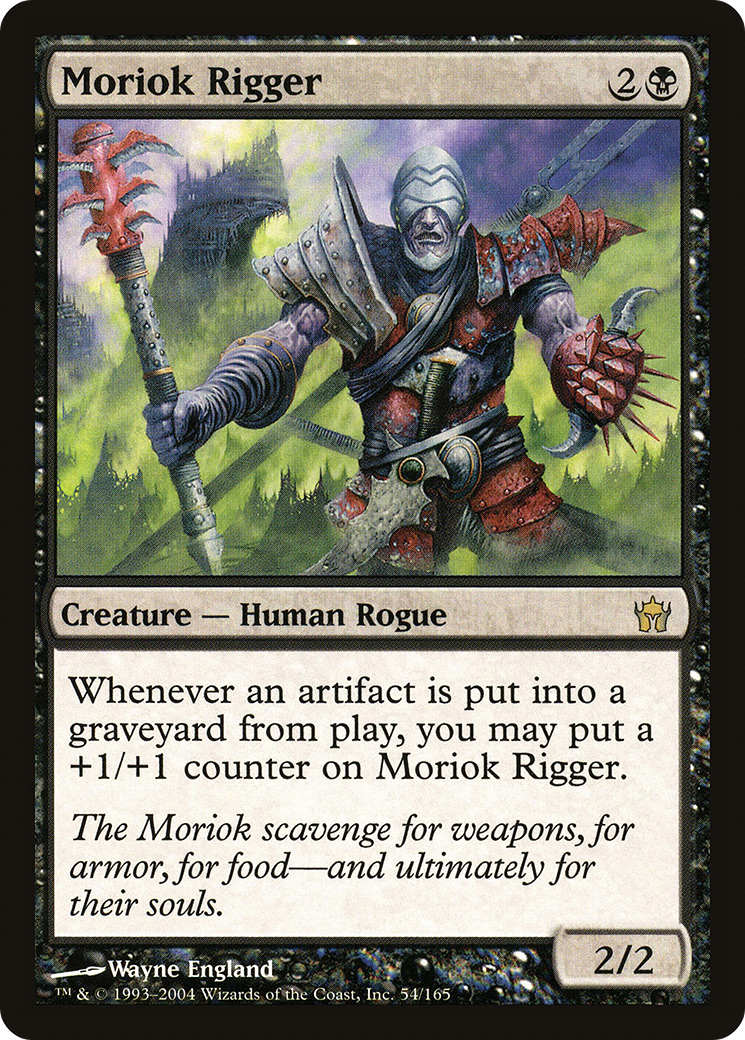 Moriok Rigger 2
Creature — Human Rogue
Whenever an artifact is put into a
graveyard from play, you may put a
+1/+1 counter on Moriok Rigger.
The Moriok scavenge for weapons, for
armor, for food—and ultimately for
their souls.
2/2
Wayne England
™ & © 1993–2004 Wizards of the Coast, Inc. 54/165